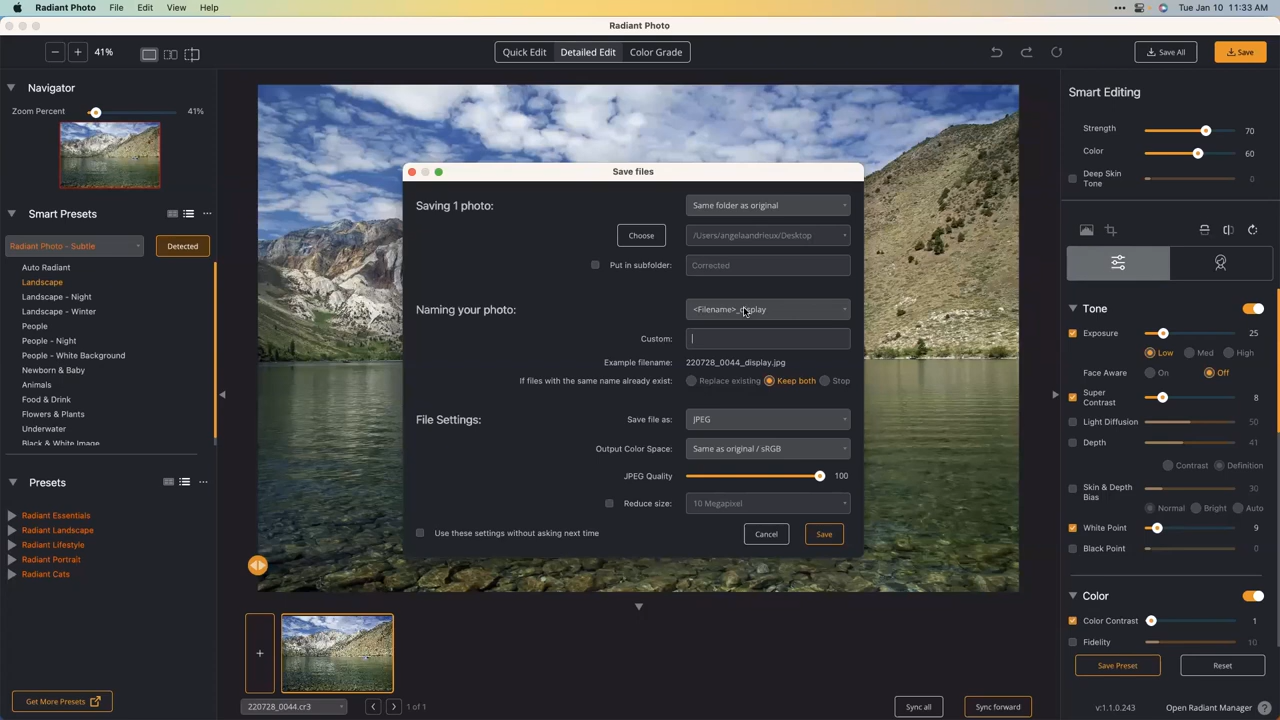 Radiant Photo File Edit View Help
Tue Jan 10 11:33 AM
Radiant Photo
41%
Quick Edit Detailed Edit Color Grade
Save All
Save
Navigator
Zoom Percent 41%
Smart Presets
Radiant Photo - Subtle
Detected
Auto Radiant
Landscape
Landscape - Night
Landscape - Winter
People
People - Night
People - White Background
Newborn & Baby
Animals
Food & Drink
Flowers & Plants
Underwater
Black & White Image
Presets
Radiant Essentials
Radiant Landscape
Radiant Lifestyle
Radiant Portrait
Radiant Cats
Get More Presets
Save files
Saving 1 photo: Same folder as original
Choose /Users/angelaandrieux/Desktop
Put in subfolder: Corrected
Naming your photo: <Filename>_display
Custom:
Example filename: 220728_0044_display.jpg
If files with the same name already exist: Replace existing Keep both Stop
File Settings: Save file as: JPEG
Output Color Space: Same as original / sRGB
JPEG Quality 100
Reduce size: 10 Megapixel
Use these settings without asking next time
Cancel Save
220728_0044.cr3
1 of 1
Sync all
Sync forward
Smart Editing
Strength 70
Color 60
Deep Skin
Tone 0
Tone
Exposure 25
Low Med High
Face Aware On Off
Super
Contrast 8
Light Diffusion 50
Depth 41
Contrast Definition
Skin & Depth
Bias 30
Normal Bright Auto
White Point 9
Black Point 0
Color
Color Contrast 1
Fidelity 10
Save Preset Reset
v:1.1.0.243 Open Radiant Manager ?